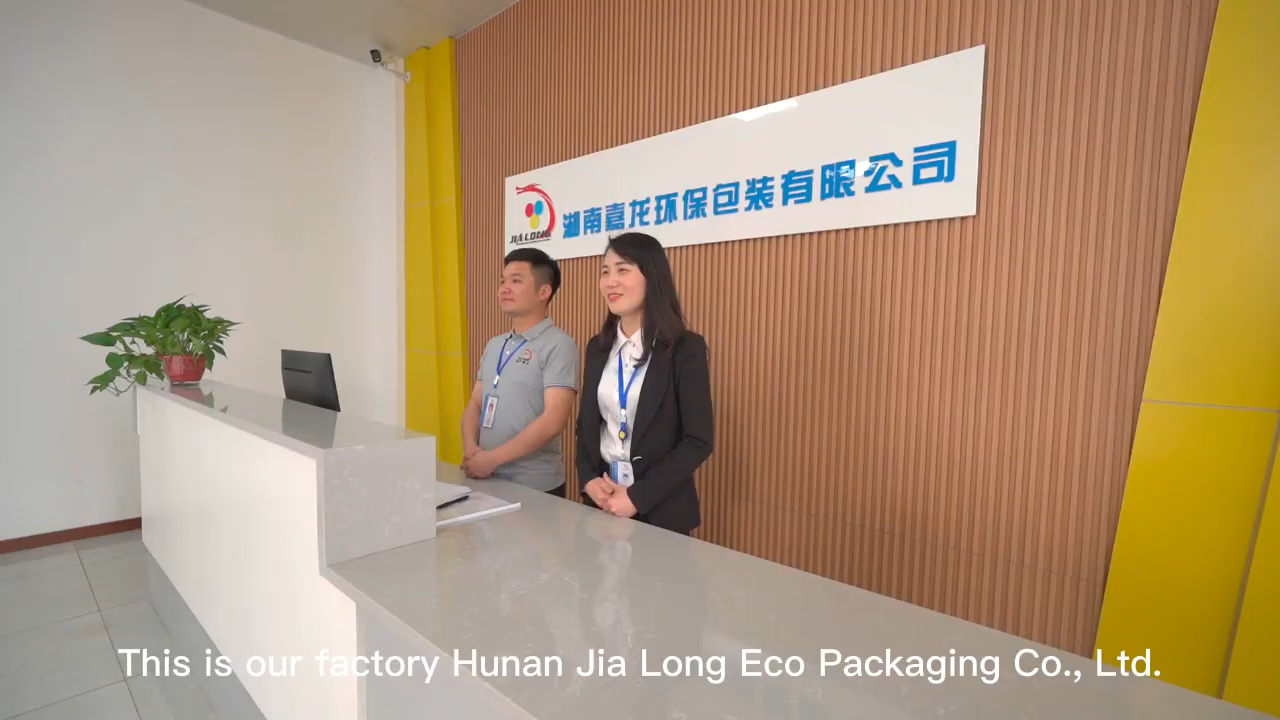 湖南嘉龙环保包装有限公司
JIA LONG
This is our factory Hunan Jia Long Eco Packaging Co., Ltd.